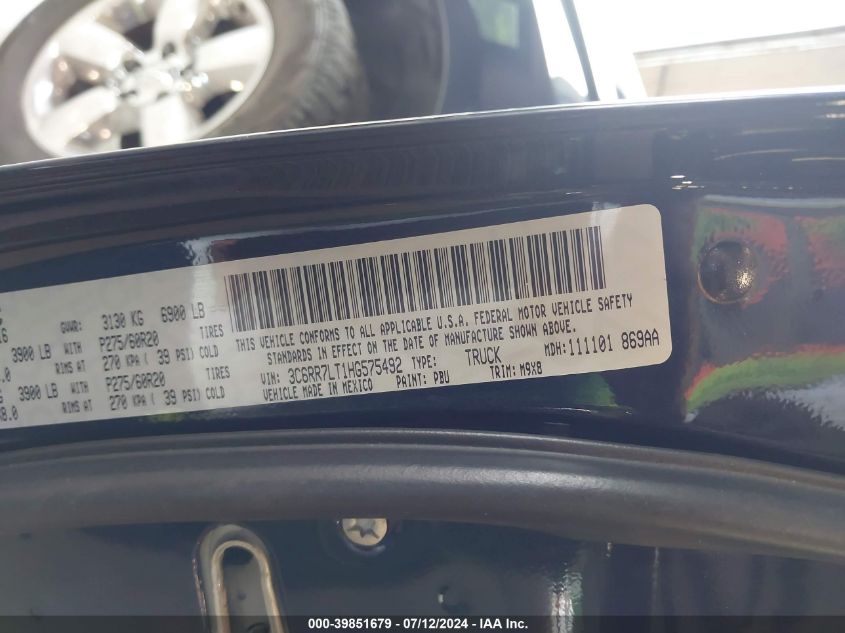 GVWR: 3130 KG 6900 LB
3900 LB WITH P275/60R20 TIRES
RIMS AT 270 KPA ( 39 PSI) COLD
3900 LB WITH P275/60R20 TIRES
RIMS AT 270 KPA ( 39 PSI) COLD
THIS VEHICLE CONFORMS TO ALL APPLICABLE U.S.A. FEDERAL MOTOR VEHICLE SAFETY
STANDARDS IN EFFECT ON THE DATE OF MANUFACTURE SHOWN ABOVE.
VIN: 3C6RR7LT1HG575492 TYPE: TRUCK MDH:111101 869AA
VEHICLE MADE IN MEXICO PAINT: PBU TRIM: M9X8
000-39851679 - 07/12/2024 - IAA Inc.